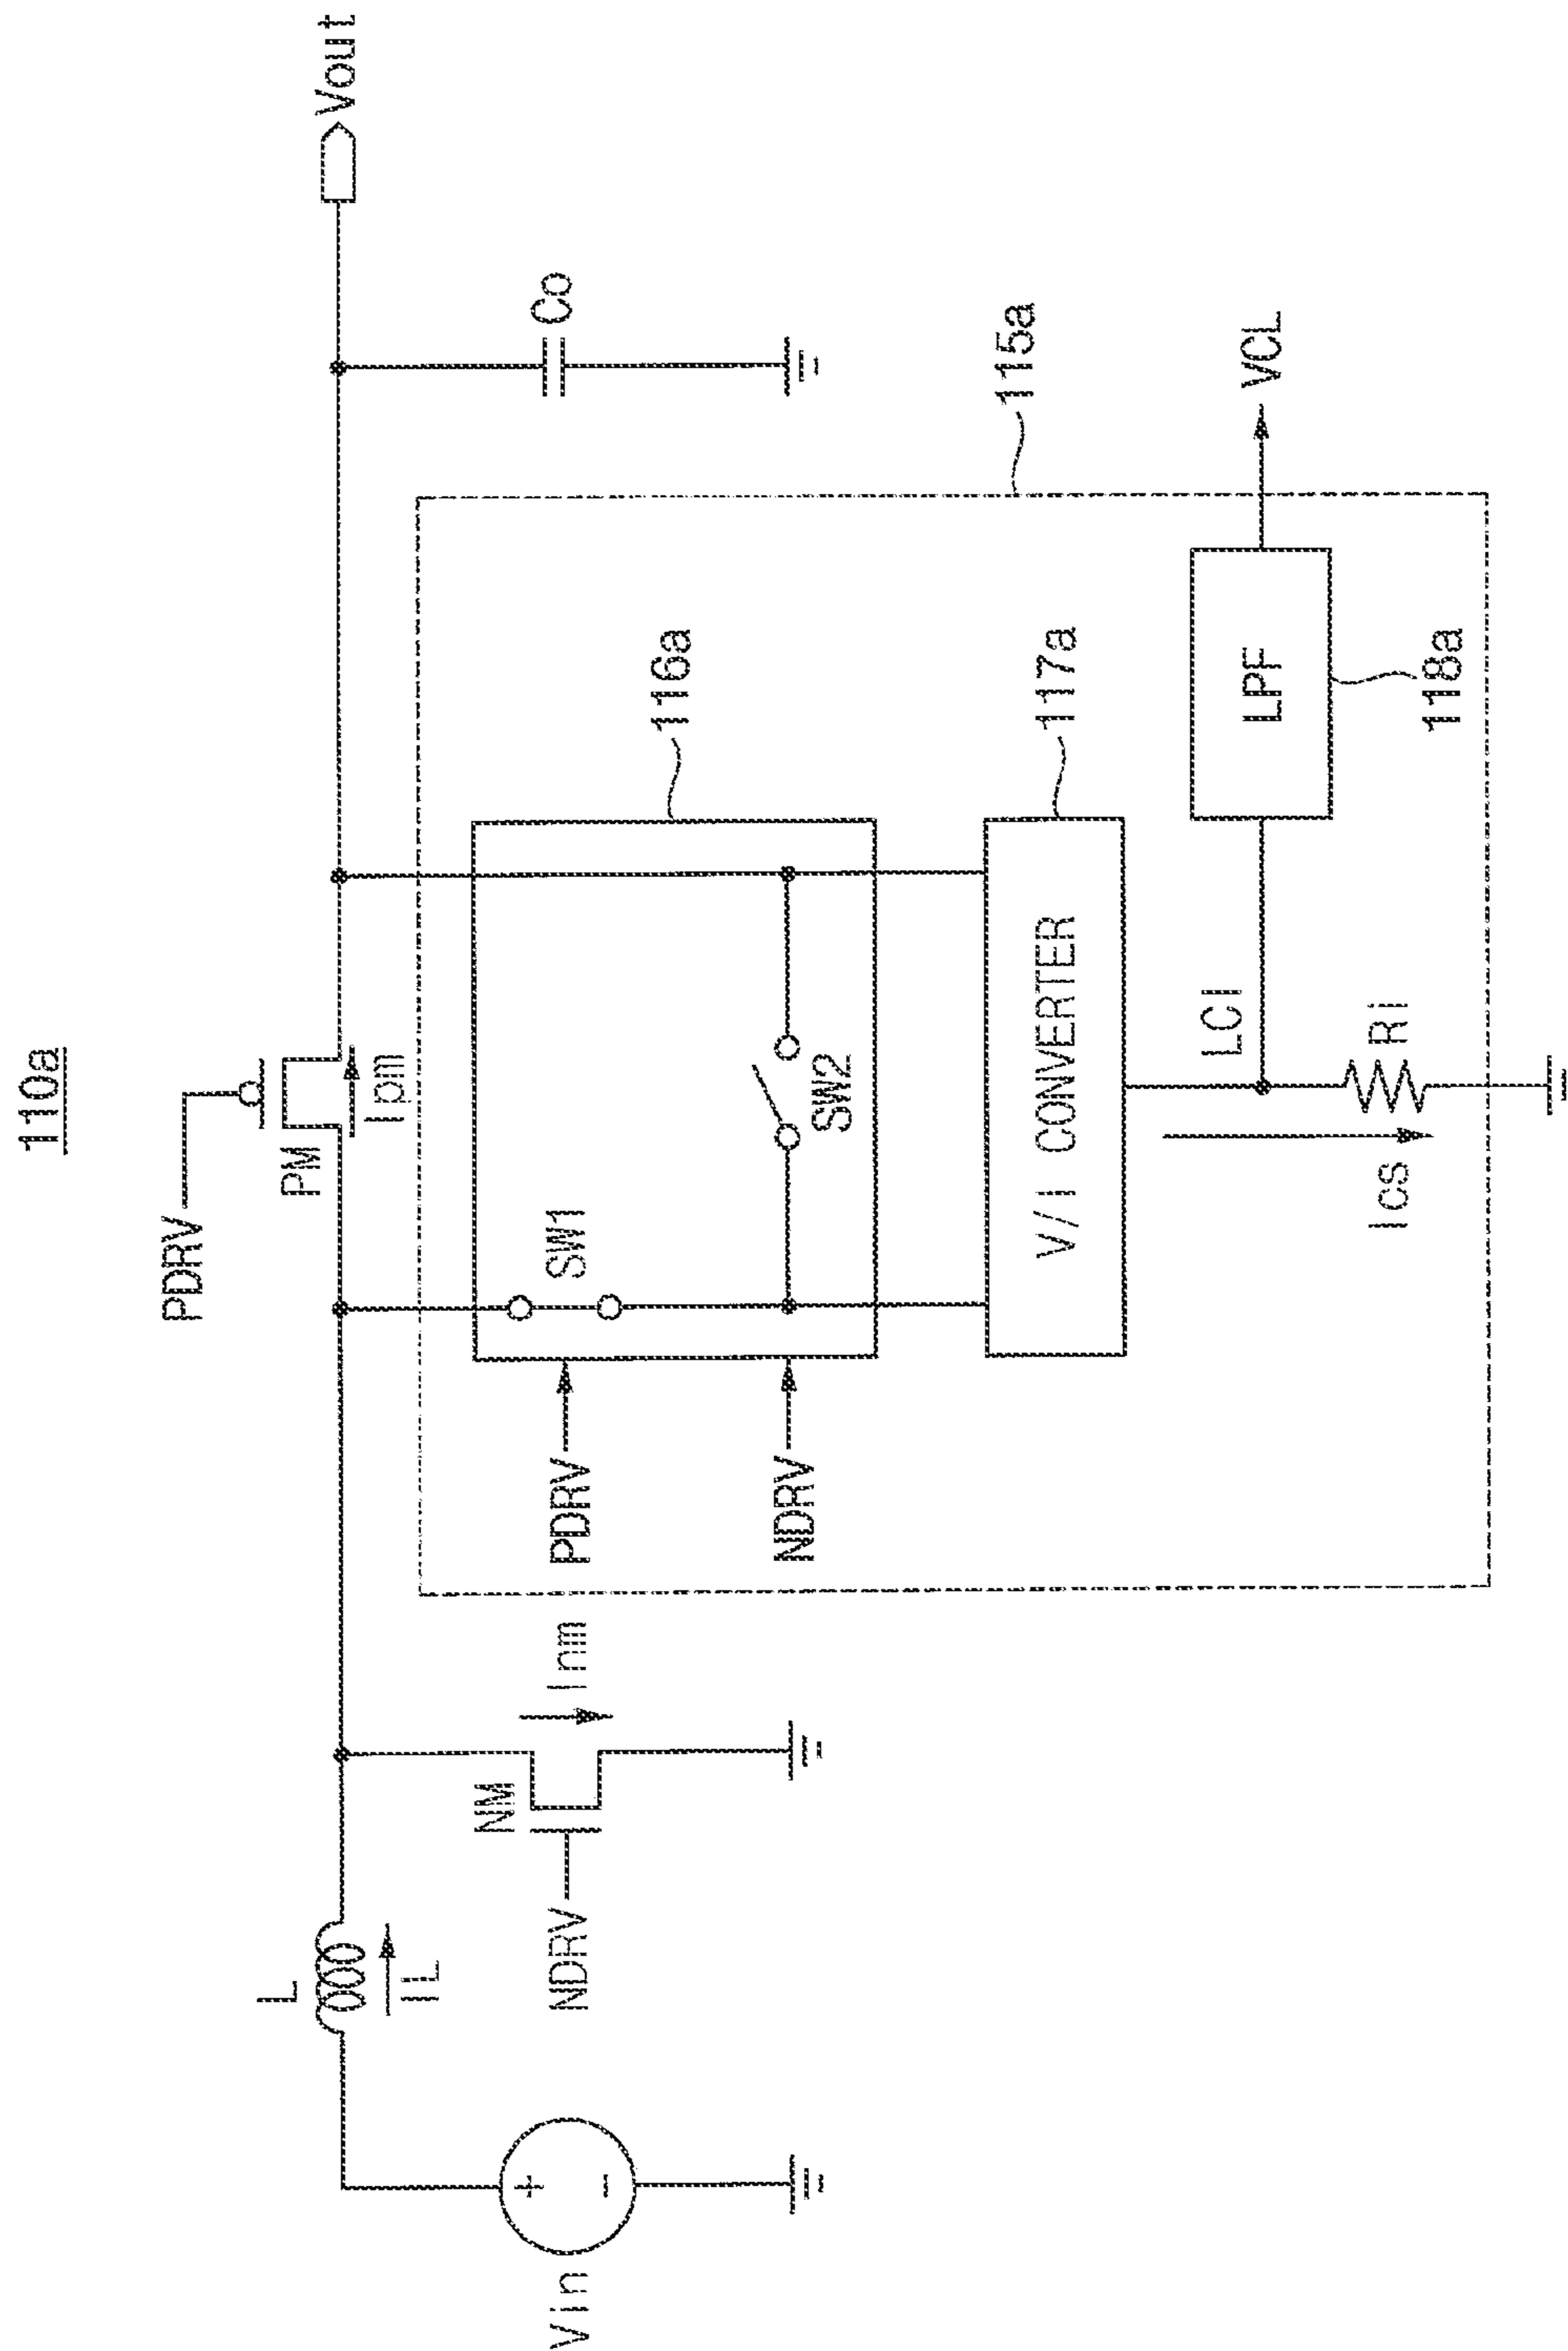 110a
PDRV
PM
Ipm
L
IL
Vin
NDRV
NM
Inm
Vout
Co
115a
116a
SW1
SW2
PDRV
NDRV
117a
V/I CONVERTER
LCI
LPF
118a
VCL
Ics
Ri
+
-